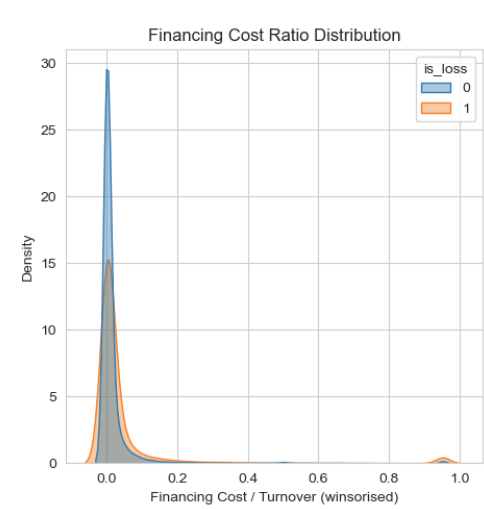 Financing Cost Ratio Distribution
is_loss
0
1
30
25
20
15
10
5
0
Density
0.0 0.2 0.4 0.6 0.8 1.0
Financing Cost / Turnover (winsorised)